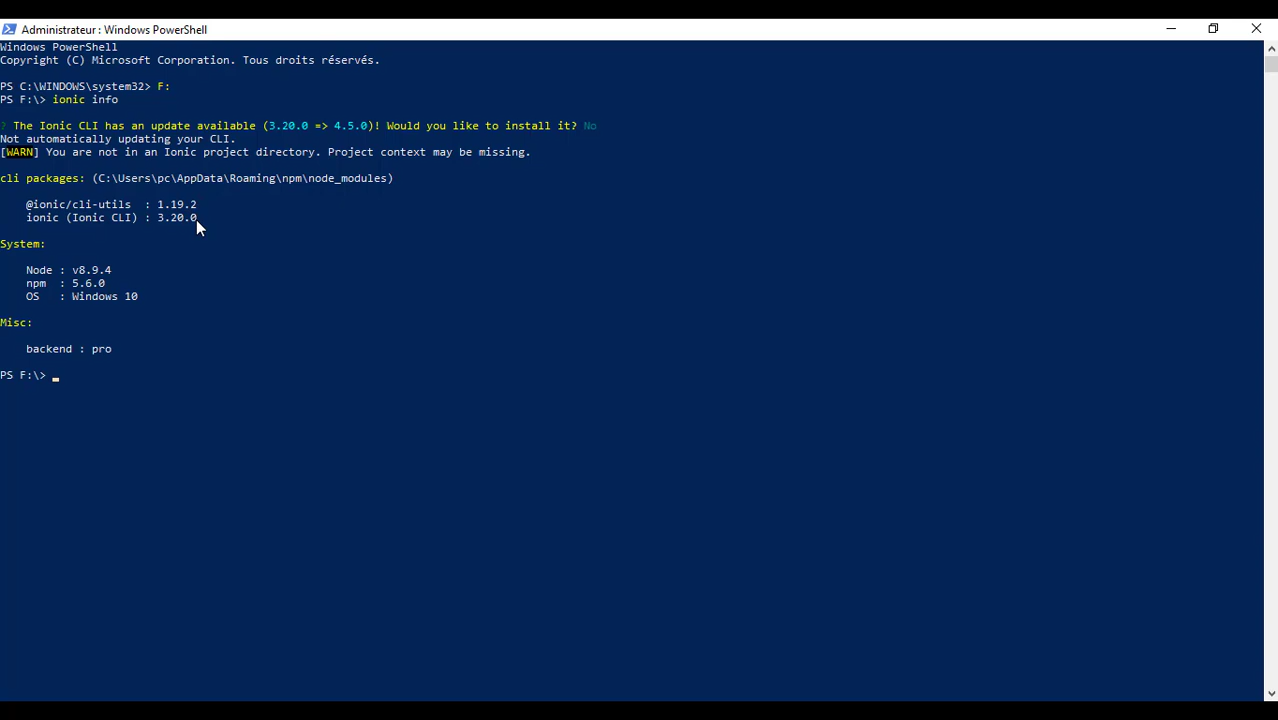 Administrateur : Windows PowerShell
Windows PowerShell
Copyright (C) Microsoft Corporation. Tous droits réservés.
PS C:\WINDOWS\system32> F:
PS F:\> ionic info
? The Ionic CLI has an update available (3.20.0 => 4.5.0)! Would you like to install it? No
Not automatically updating your CLI.
[WARN] You are not in an Ionic project directory. Project context may be missing.
cli packages: (C:\Users\pc\AppData\Roaming\npm\node_modules)
@ionic/cli-utils : 1.19.2
ionic (Ionic CLI) : 3.20.0
System:
Node : v8.9.4
npm : 5.6.0
OS : Windows 10
Misc:
backend : pro
PS F:\>